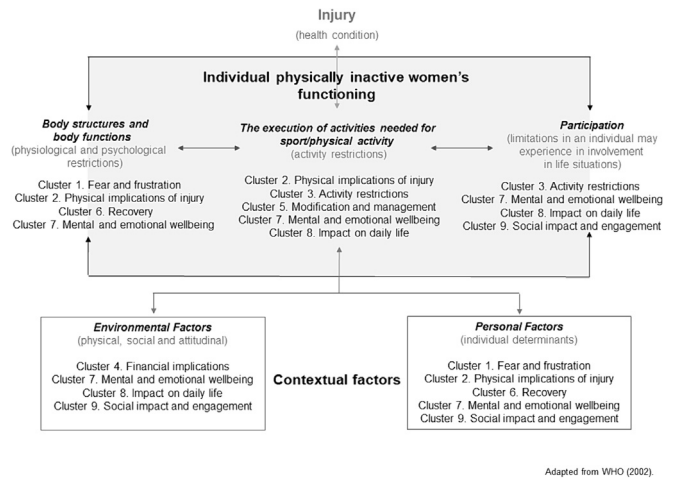 Injury
(health condition)
Individual physically inactive women's
functioning
Body structures and
body functions
(physiological and psychological
restrictions)
Cluster 1. Fear and frustration
Cluster 2. Physical implications of injury
Cluster 6. Recovery
Cluster 7. Mental and emotional wellbeing
The execution of activities needed for
sport/physical activity
(activity restrictions)
Cluster 2. Physical implications of injury
Cluster 3. Activity restrictions
Cluster 5. Modification and management
Cluster 7. Mental and emotional wellbeing
Cluster 8. Impact on daily life
Participation
(limitations in an individual may
experience in involvement
in life situations)
Cluster 3. Activity restrictions
Cluster 7. Mental and emotional wellbeing
Cluster 8. Impact on daily life
Cluster 9. Social impact and engagement
Environmental Factors
(physical, social and attitudinal)
Cluster 4. Financial implications
Cluster 7. Mental and emotional wellbeing
Cluster 8. Impact on daily life
Cluster 9. Social impact and engagement
Contextual factors
Personal Factors
(individual determinants)
Cluster 1. Fear and frustration
Cluster 2. Physical implications of injury
Cluster 6. Recovery
Cluster 7. Mental and emotional wellbeing
Cluster 9. Social impact and engagement
Adapted from WHO (2002).